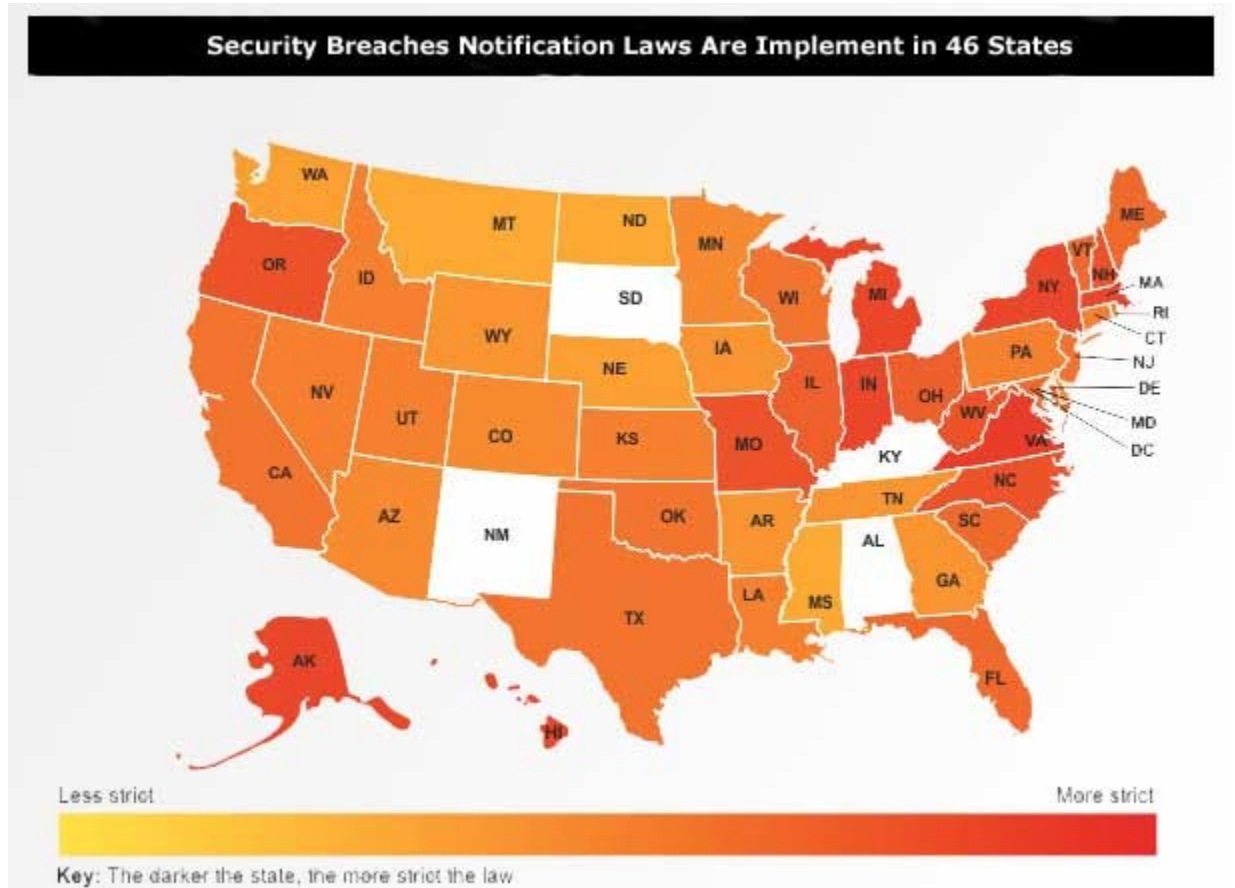 Security Breaches Notification Laws Are Implement in 46 States
WA
MT
ND
MN
ME
VT
NH
OR
ID
WY
SD
WI
MI
NY
MA
RI
CT
NJ
DE
MD
DC
NE
IA
PA
NV
UT
CO
KS
IL
IN
OH
WV
VA
CA
MO
KY
NC
AZ
NM
OK
AR
TN
SC
TX
LA
MS
AL
GA
FL
AK
HI
Less strict
More strict
Key: The darker the state, the more strict the law